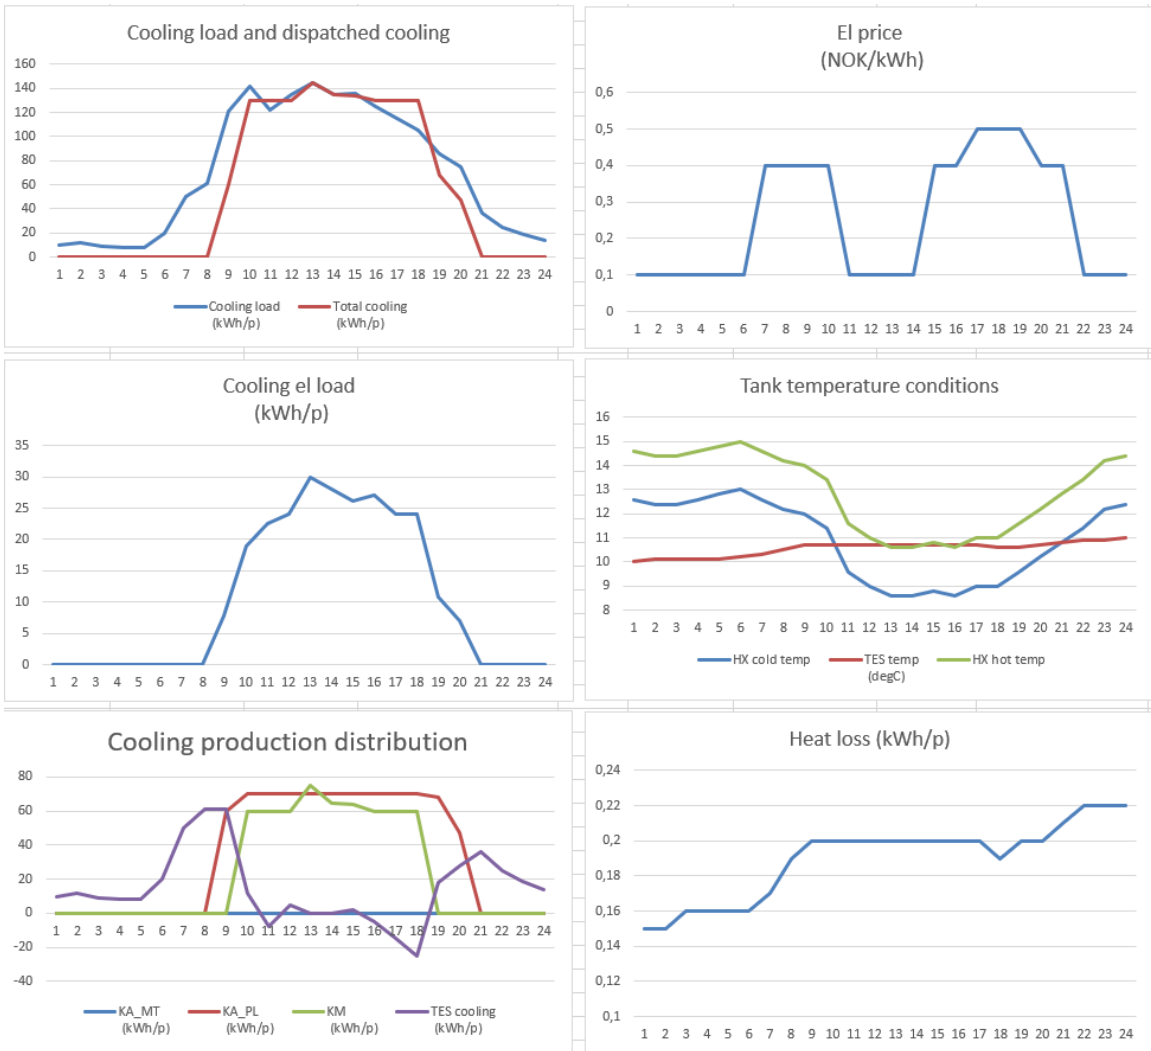 Cooling load and dispatched cooling
160
140
120
100
80
60
40
20
0
1 2 3 4 5 6 7 8 9 10 11 12 13 14 15 16 17 18 19 20 21 22 23 24
Cooling load Total cooling
(kWh/p) (kWh/p)
El price
(NOK/kWh)
0,6
0,5
0,4
0,3
0,2
0,1
0
1 2 3 4 5 6 7 8 9 10 11 12 13 14 15 16 17 18 19 20 21 22 23 24
Cooling el load
(kWh/p)
35
30
25
20
15
10
5
0
1 2 3 4 5 6 7 8 9 10 11 12 13 14 15 16 17 18 19 20 21 22 23 24
Tank temperature conditions
16
15
14
13
12
11
10
9
8
1 2 3 4 5 6 7 8 9 10 11 12 13 14 15 16 17 18 19 20 21 22 23 24
HX cold temp TES temp HX hot temp
(degC)
Cooling production distribution
80
60
40
20
0
1 2 3 4 5 6 7 8 9 10 11 12 13 14 15 16 17 18 19 20 21 22 23 24
-20
-40
KA_MT KA_PL KM TES cooling
(kWh/p) (kWh/p) (kWh/p) (kWh/p)
Heat loss (kWh/p)
0,24
0,22
0,2
0,18
0,16
0,14
0,12
0,1
1 2 3 4 5 6 7 8 9 10 11 12 13 14 15 16 17 18 19 20 21 22 23 24